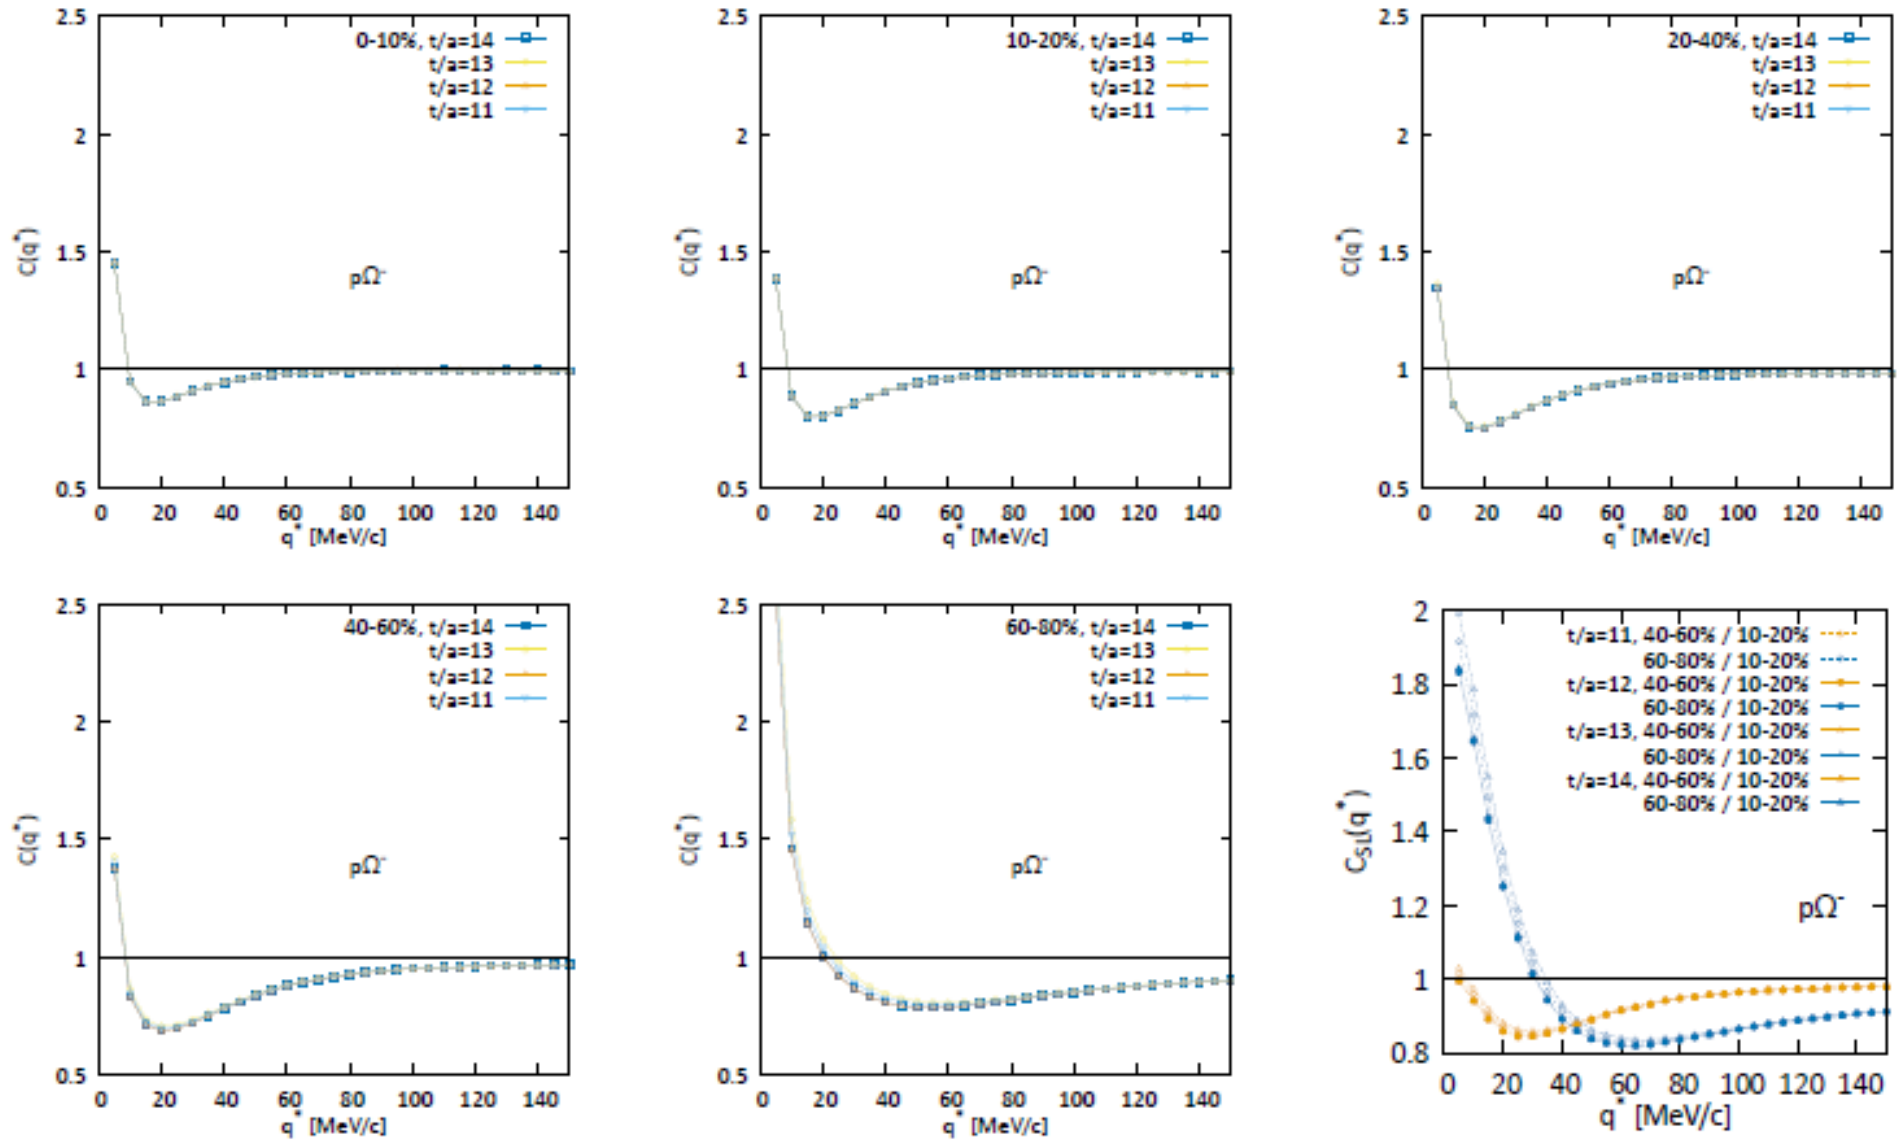 2.5
2
1.5
1
0.5
C(q*)
0-10%, t/a=14
t/a=13
t/a=12
t/a=11
pΩ-
0 20 40 60 80 100 120 140
q* [MeV/c]
2.5
2
1.5
1
0.5
C(q*)
10-20%, t/a=14
t/a=13
t/a=12
t/a=11
pΩ-
0 20 40 60 80 100 120 140
q* [MeV/c]
2.5
2
1.5
1
0.5
C(q*)
20-40%, t/a=14
t/a=13
t/a=12
t/a=11
pΩ-
0 20 40 60 80 100 120 140
q* [MeV/c]
2.5
2
1.5
1
0.5
C(q*)
40-60%, t/a=14
t/a=13
t/a=12
t/a=11
pΩ-
0 20 40 60 80 100 120 140
q* [MeV/c]
2.5
2
1.5
1
0.5
C(q*)
60-80%, t/a=14
t/a=13
t/a=12
t/a=11
pΩ-
0 20 40 60 80 100 120 140
q* [MeV/c]
2
1.8
1.6
1.4
1.2
1
0.8
CSL(q*)
t/a=11, 40-60% / 10-20%
60-80% / 10-20%
t/a=12, 40-60% / 10-20%
60-80% / 10-20%
t/a=13, 40-60% / 10-20%
60-80% / 10-20%
t/a=14, 40-60% / 10-20%
60-80% / 10-20%
pΩ-
0 20 40 60 80 100 120 140
q* [MeV/c]